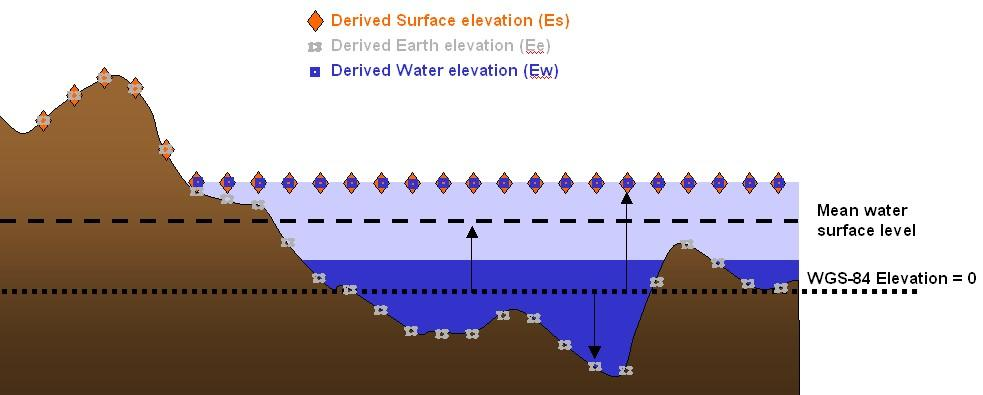 Derived Surface elevation (Es)
Derived Earth elevation (Ee)
Derived Water elevation (Ew)
Mean water
surface level
WGS-84 Elevation = 0